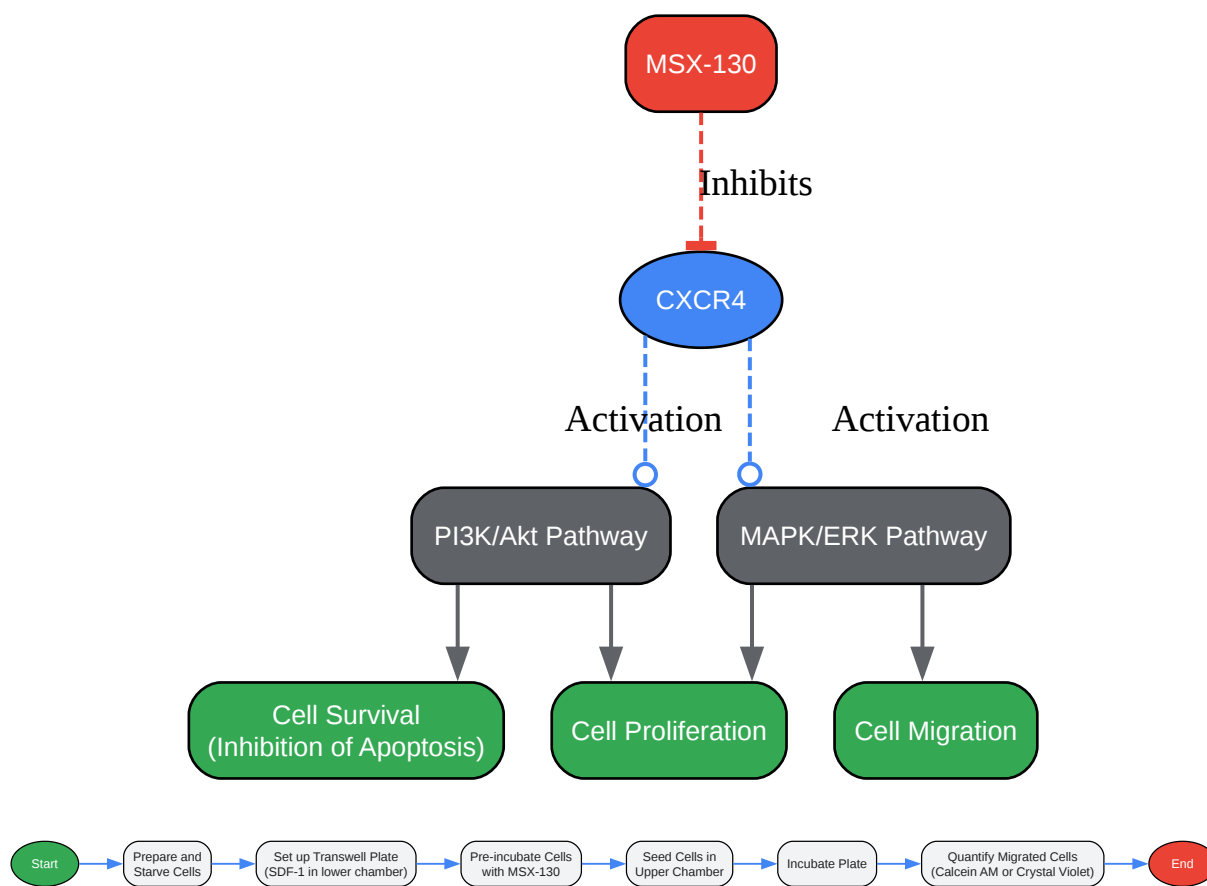 MSX-130
Inhibits
CXCR4
Activation
Activation
PI3K/Akt Pathway
MAPK/ERK Pathway
Cell Survival
(Inhibition of Apoptosis)
Cell Proliferation
Cell Migration
Start
Prepare and
Starve Cells
Set up Transwell Plate
(SDF-1 in lower chamber)
Pre-incubate Cells
with MSX-130
Seed Cells in
Upper Chamber
Incubate Plate
Quantify Migrated Cells
(Calcein AM or Crystal Violet)
End